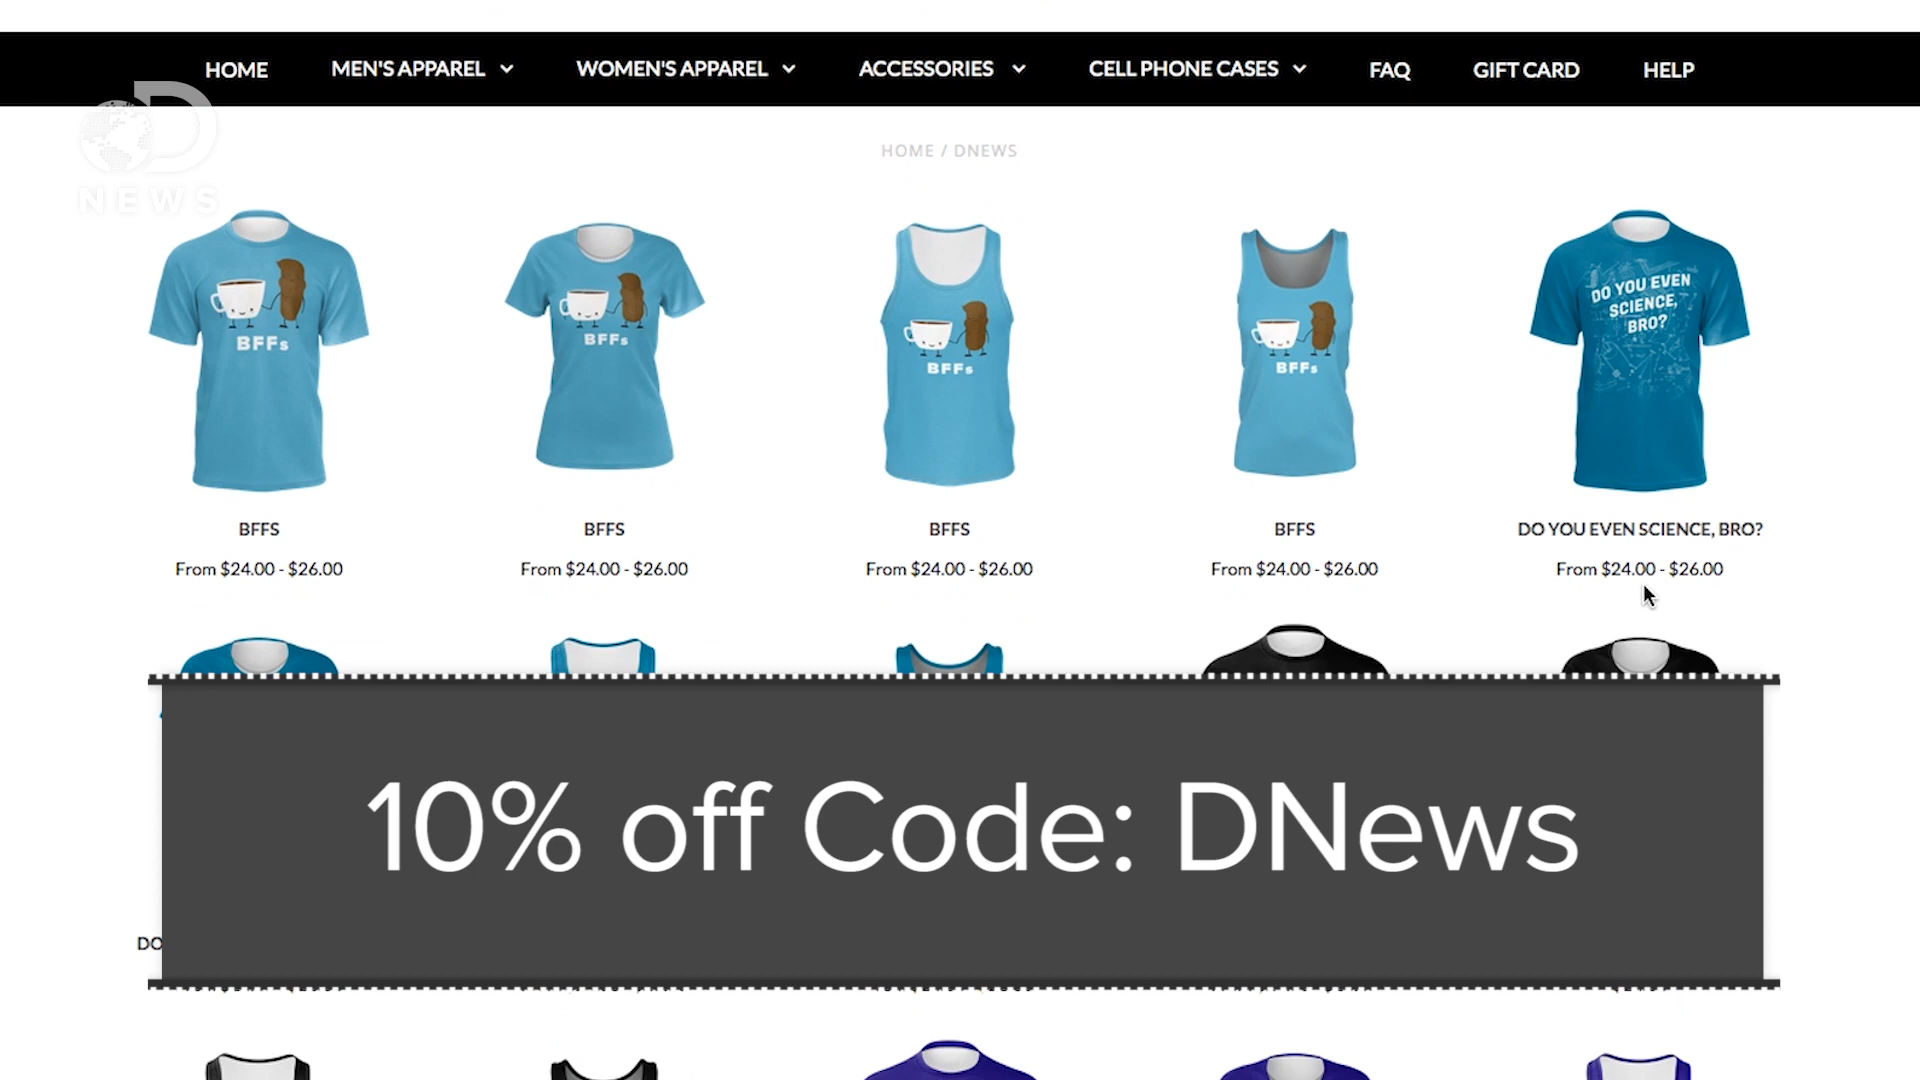 HOME MEN'S APPAREL WOMEN'S APPAREL ACCESSORIES CELL PHONE CASES FAQ GIFT CARD HELP
D
NEWS
HOME / DNEWS
BFFs
BFFs
BFFs
BFFs
DO YOU EVEN
SCIENCE,
BRO?
BFFS BFFS BFFS BFFS DO YOU EVEN SCIENCE, BRO?
From $24.00 - $26.00 From $24.00 - $26.00 From $24.00 - $26.00 From $24.00 - $26.00 From $24.00 - $26.00
10% off Code: DNews
DO